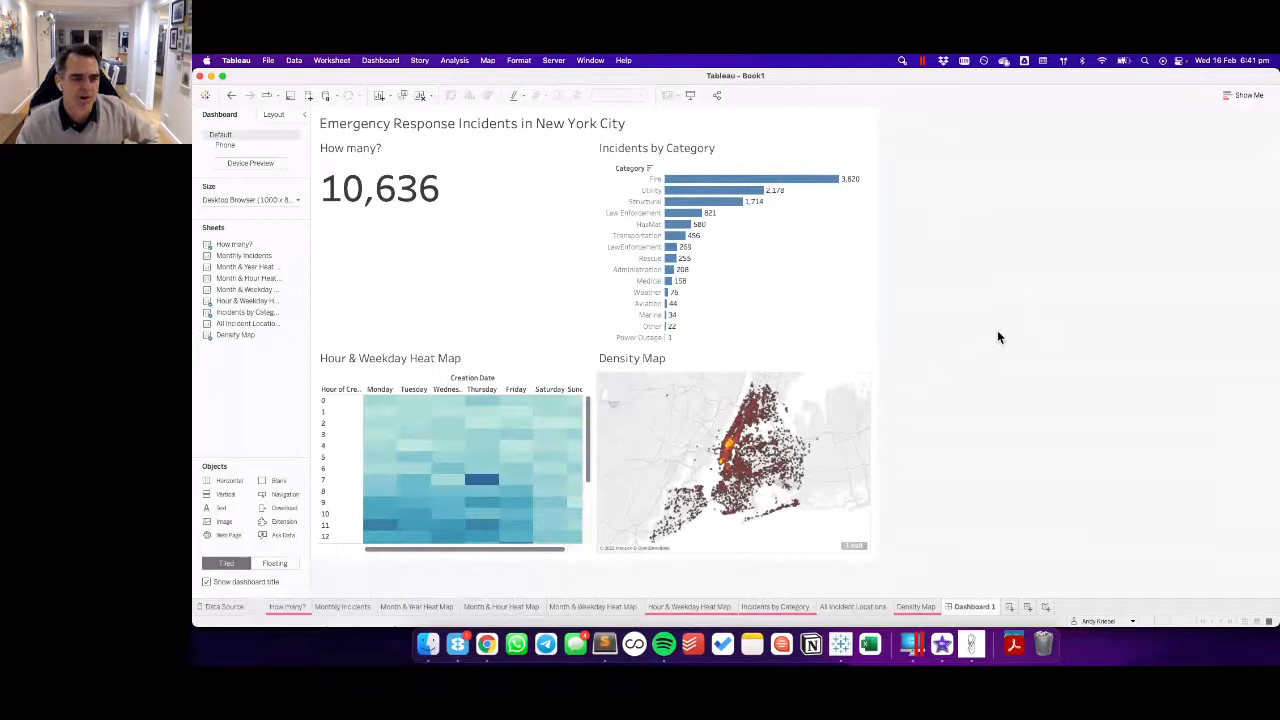 Tableau File Data Worksheet Dashboard Story Analysis Map Format Server Window Help Wed 16 Feb 6:41 pm
Tableau - Book1
Show Me
Dashboard Layout
Default
Phone
Device Preview
Size
Desktop Browser (1000 x 8...
Sheets
How many?
Monthly Incidents
Month & Year Heat ...
Month & Hour Heat...
Month & Weekday ...
Hour & Weekday H...
Incidents by Categ...
All Incident Locatio...
Density Map
Objects
Horizontal Blank
Vertical Navigation
Text Download
Image Extension
Web Page Ask Data
Tiled Floating
Show dashboard title
Emergency Response Incidents in New York City
How many?
10,636
Incidents by Category
Category
Fire 3,820
Utility 2,178
Structural 1,714
Law Enforcement 821
HazMat 580
Transportation 456
LawEnforcement 269
Rescue 255
Administration 208
Medical 158
Weather 76
Aviation 44
Marine 34
Other 22
Power Outage 1
Hour & Weekday Heat Map
Creation Date
Hour of Cre.. Monday Tuesday Wednes.. Thursday Friday Saturday Sunc
0
1
2
3
4
5
6
7
8
9
10
11
12
Density Map
© 2022 Mapbox © OpenStreetMap
1 null
Data Source How many? Monthly Incidents Month & Year Heat Map Month & Hour Heat Map Month & Weekday Heat Map Hour & Weekday Heat Map Incidents by Category All Incident Locations Density Map Dashboard 1
Andy Kriebel